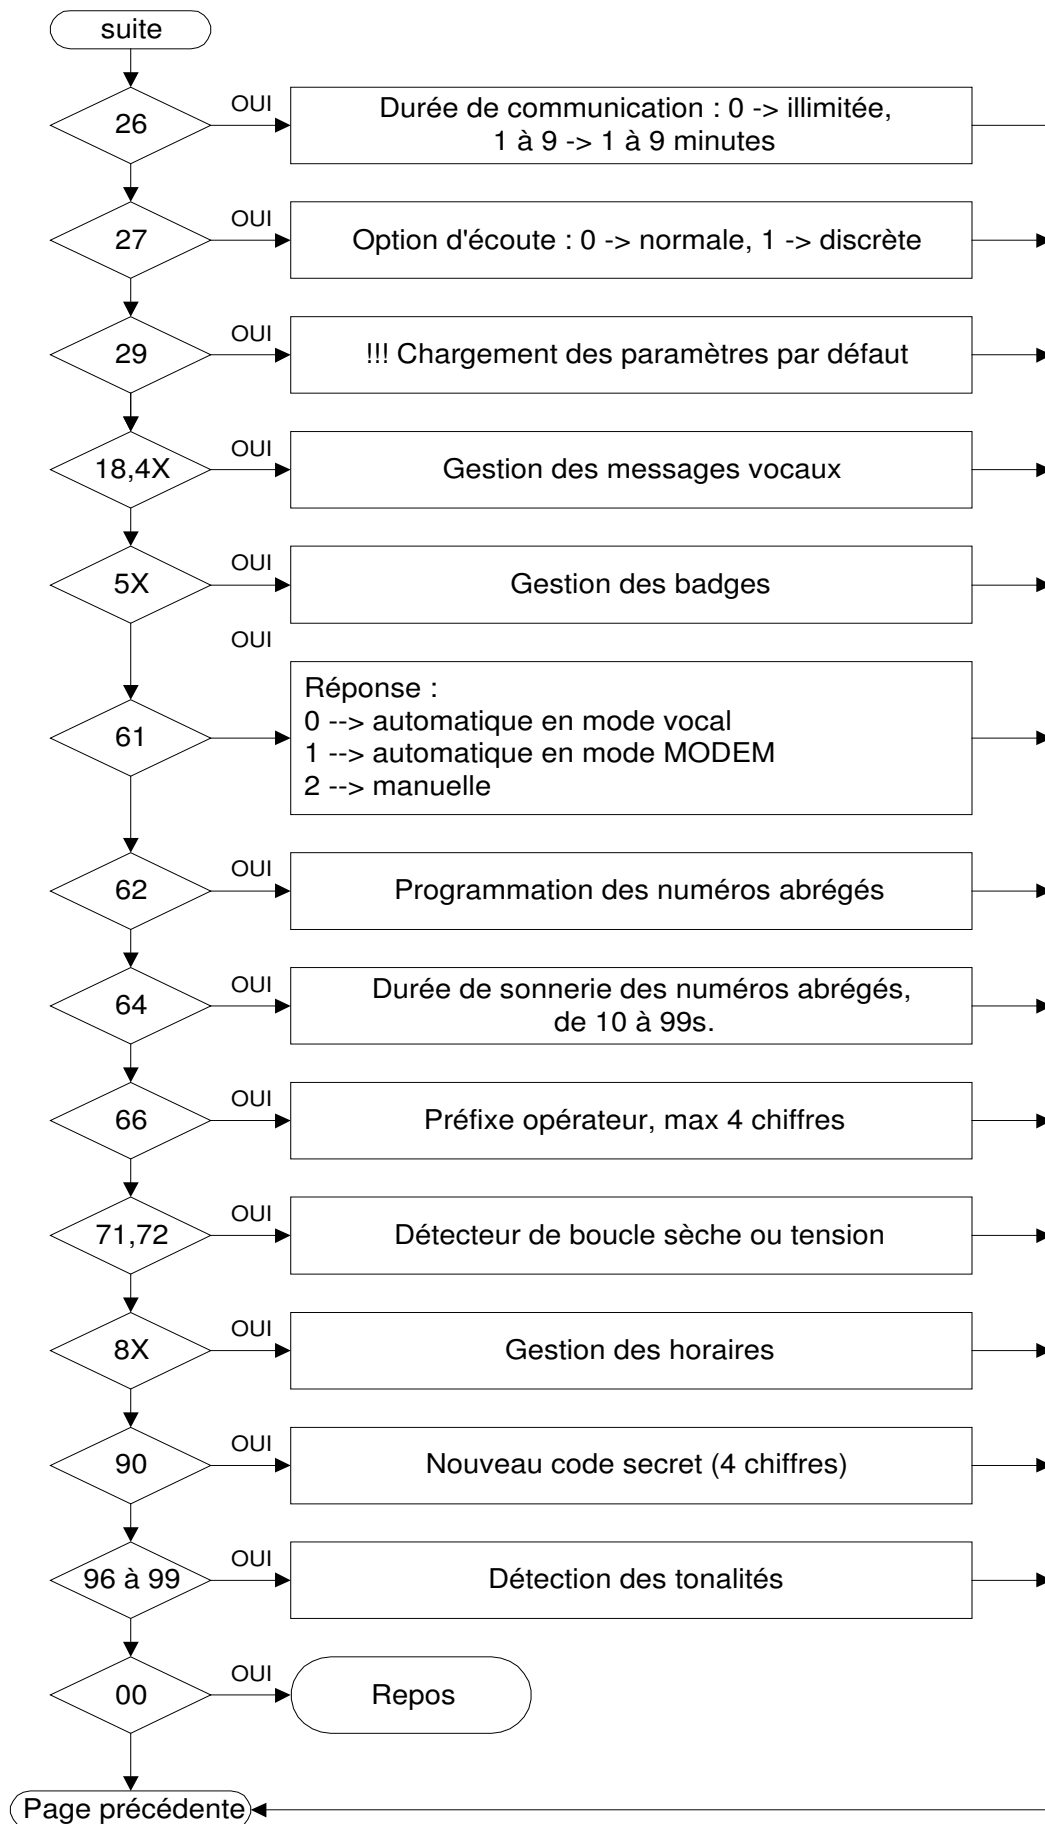 suite
26
OUI
Durée de communication : 0 -> illimitée,
1 à 9 -> 1 à 9 minutes
27
OUI
Option d'écoute : 0 -> normale, 1 -> discrète
29
OUI
!!! Chargement des paramètres par défaut
18,4X
OUI
Gestion des messages vocaux
5X
OUI
Gestion des badges
OUI
61
Réponse :
0 --> automatique en mode vocal
1 --> automatique en mode MODEM
2 --> manuelle
62
OUI
Programmation des numéros abrégés
64
OUI
Durée de sonnerie des numéros abrégés,
de 10 à 99s.
66
OUI
Préfixe opérateur, max 4 chiffres
71,72
OUI
Détecteur de boucle sèche ou tension
8X
OUI
Gestion des horaires
90
OUI
Nouveau code secret (4 chiffres)
96 à 99
OUI
Détection des tonalités
00
OUI
Repos
Page précédente